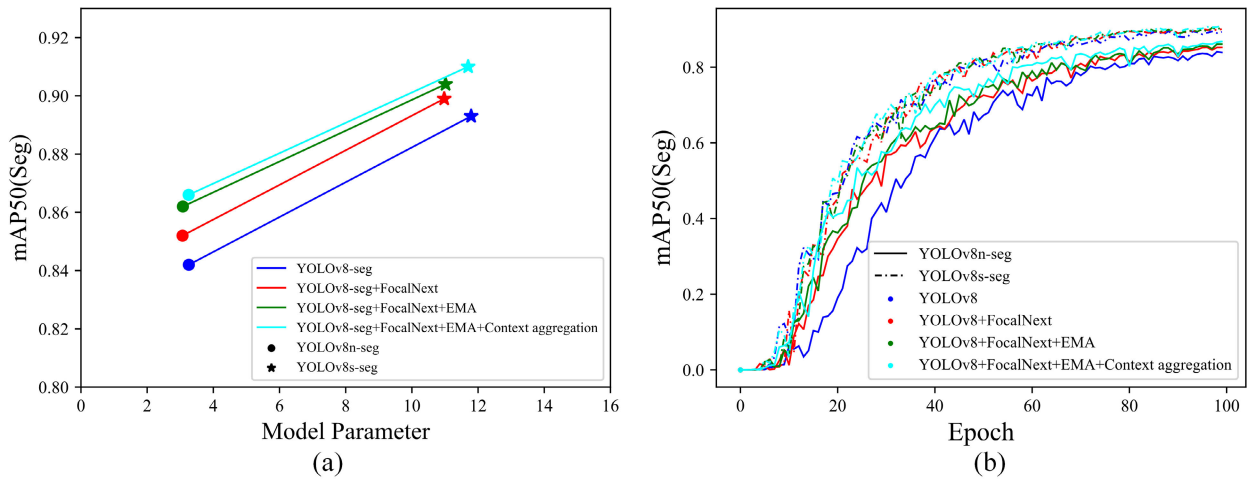 mAP50(Seg)
0.92
0.90
0.88
0.86
0.84
0.82
0.80
0 2 4 6 8 10 12 14 16
Model Parameter
(a)
YOLOv8-seg
YOLOv8-seg+FocalNext
YOLOv8-seg+FocalNext+EMA
YOLOv8-seg+FocalNext+EMA+Context aggregation
YOLOv8n-seg
YOLOv8s-seg
mAP50(Seg)
0.8
0.6
0.4
0.2
0.0
0 20 40 60 80 100
Epoch
(b)
YOLOv8n-seg
YOLOv8s-seg
YOLOv8
YOLOv8+FocalNext
YOLOv8+FocalNext+EMA
YOLOv8+FocalNext+EMA+Context aggregation